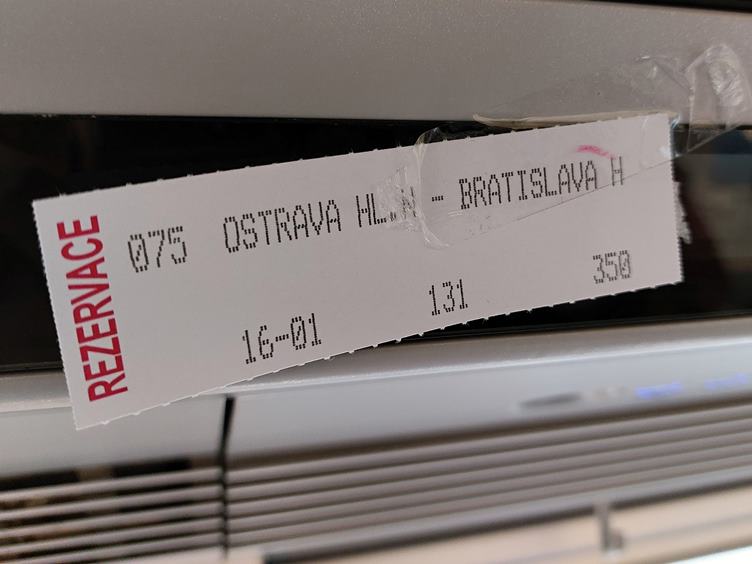 REZERVACE
075 OSTRAVA HL.N - BRATISLAVA H
16-01 131 350